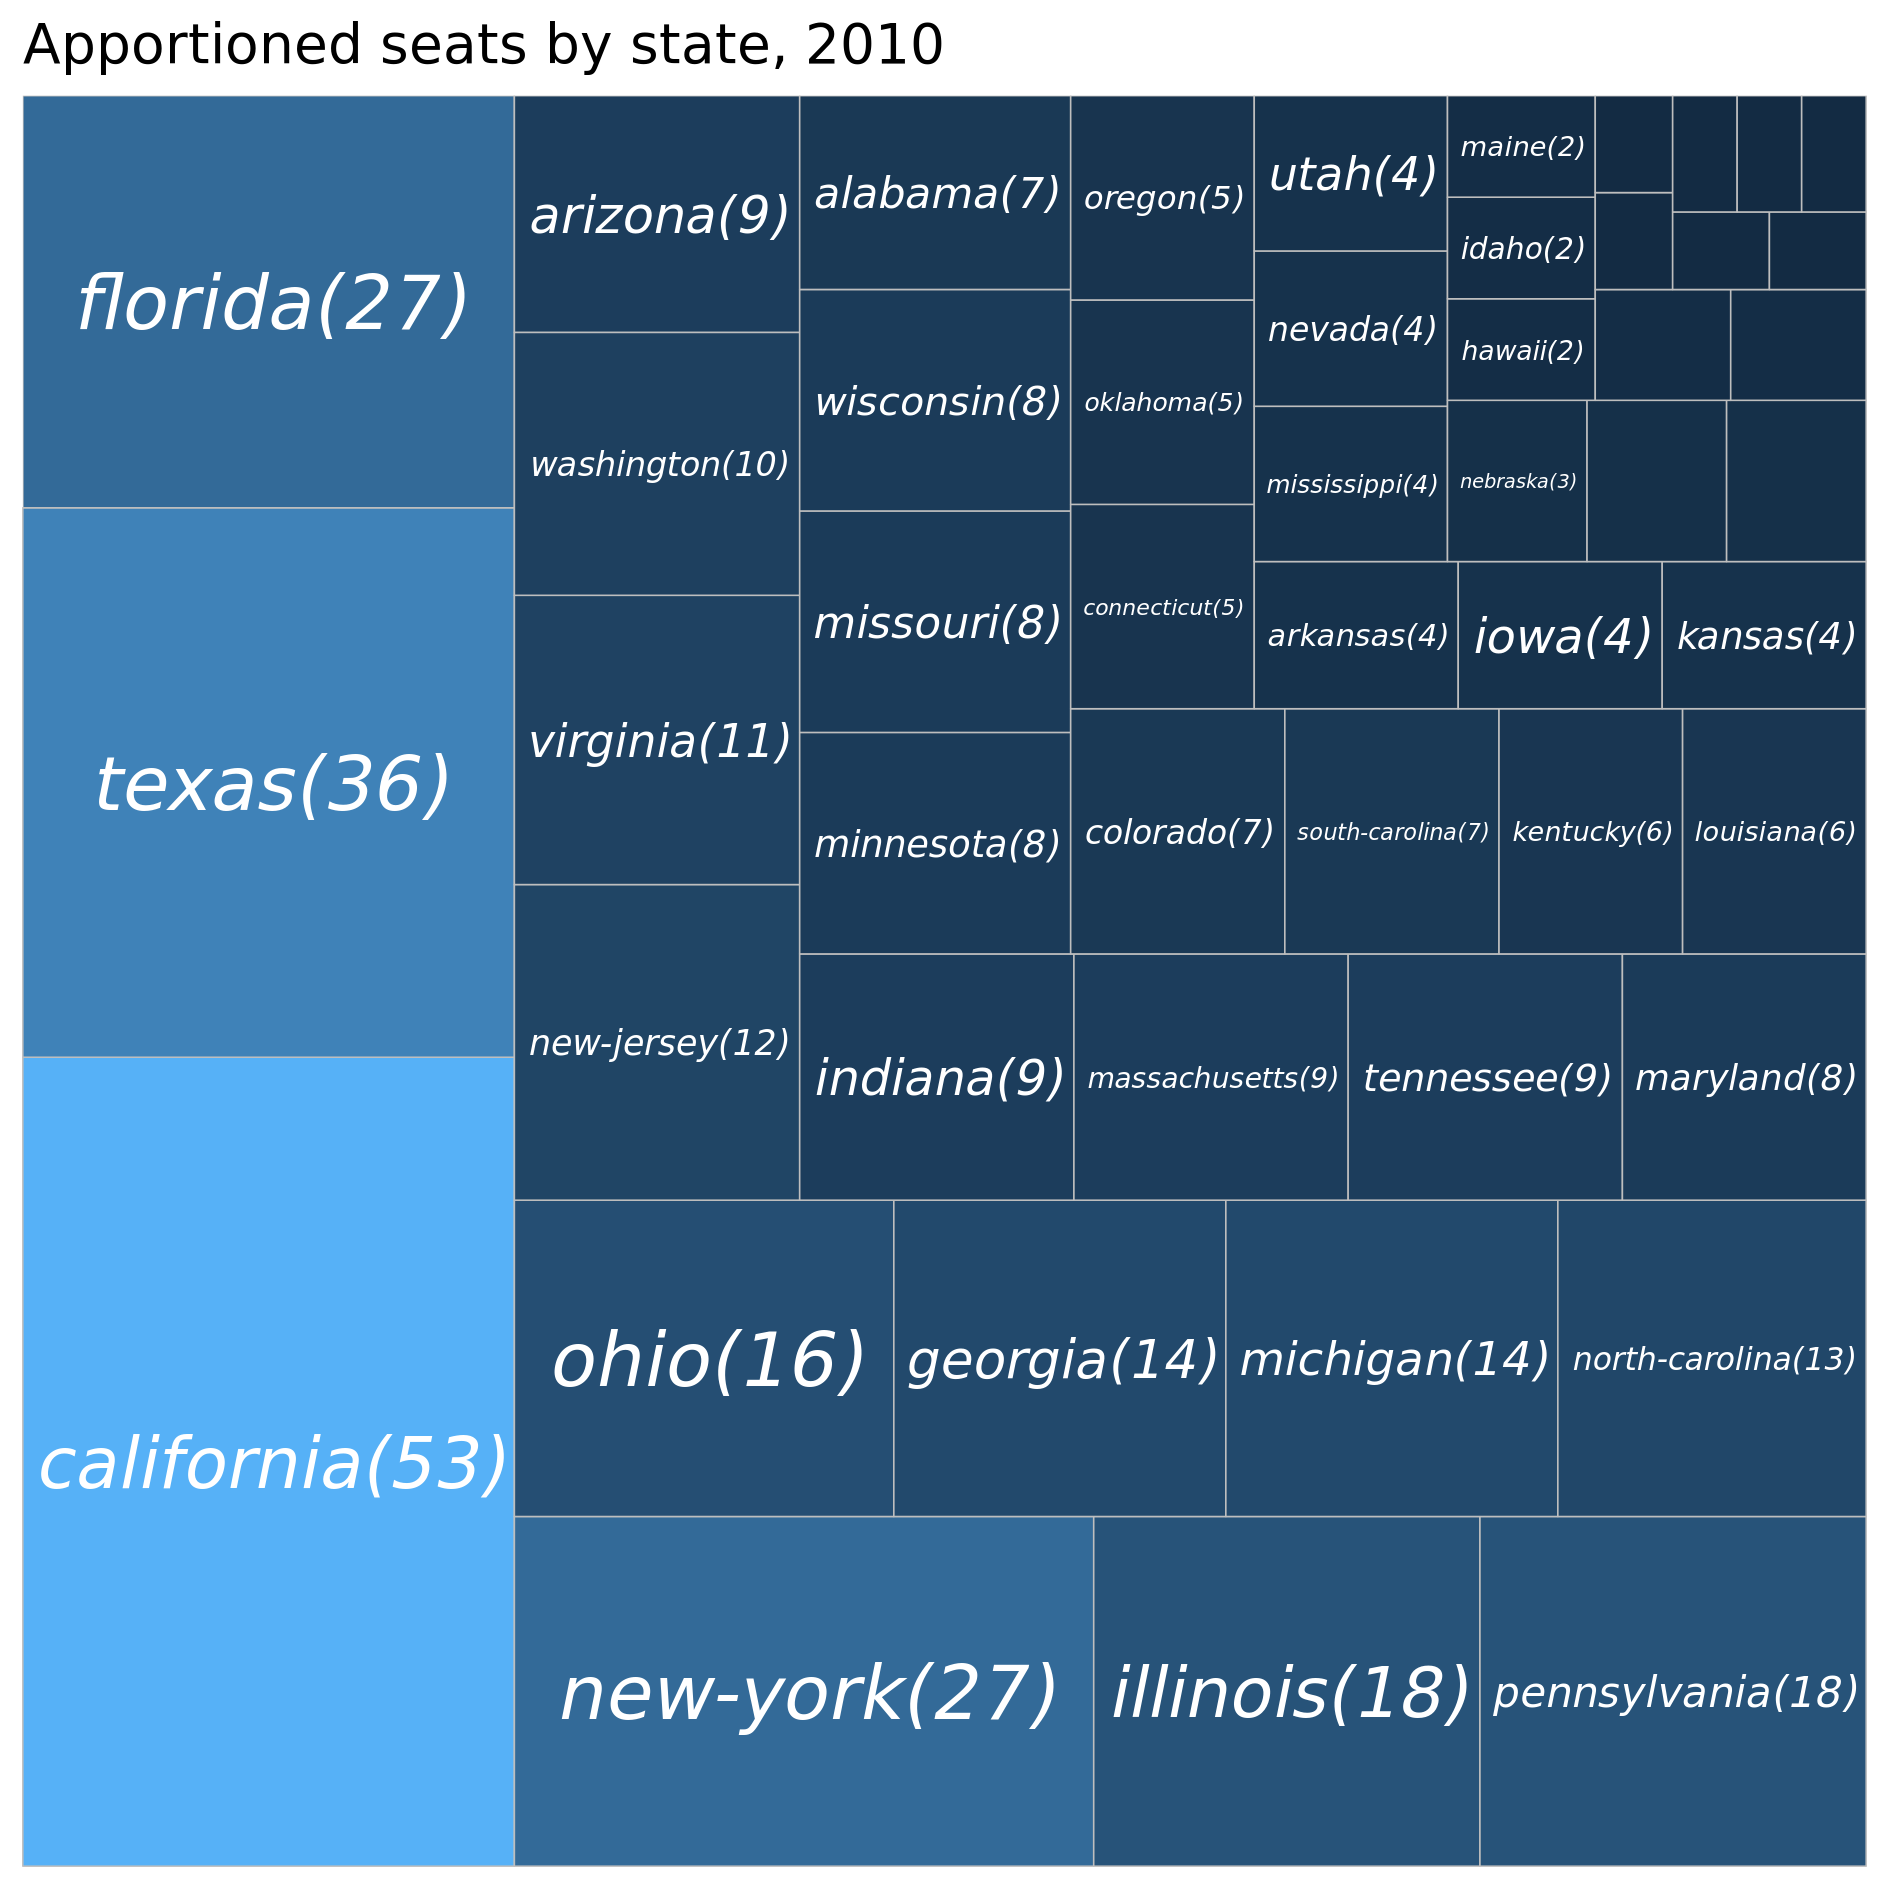 Apportioned seats by state, 2010
florida(27)
texas(36)
california(53)
arizona(9)
washington(10)
virginia(11)
new-jersey(12)
alabama(7)
wisconsin(8)
missouri(8)
minnesota(8)
oregon(5)
oklahoma(5)
connecticut(5)
utah(4)
nevada(4)
mississippi(4)
maine(2)
idaho(2)
hawaii(2)
nebraska(3)
arkansas(4)
iowa(4)
kansas(4)
colorado(7)
south-carolina(7)
kentucky(6)
louisiana(6)
indiana(9)
massachusetts(9)
tennessee(9)
maryland(8)
ohio(16)
georgia(14)
michigan(14)
north-carolina(13)
new-york(27)
illinois(18)
pennsylvania(18)